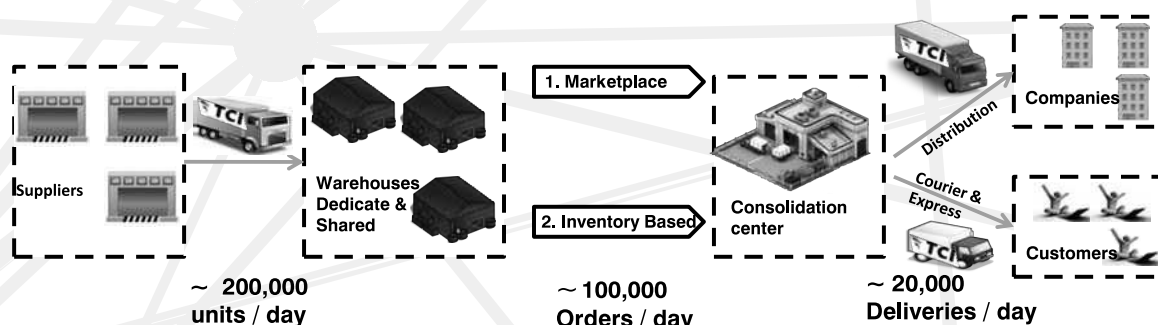 Suppliers
TCI
~ 200,000
units / day
Warehouses
Dedicate &
Shared
1. Marketplace
2. Inventory Based
~ 100,000
Orders / day
Consolidation
center
TCI
Distribution
Courier &
Express
TCI
~ 20,000
Deliveries / day
Companies
Customers